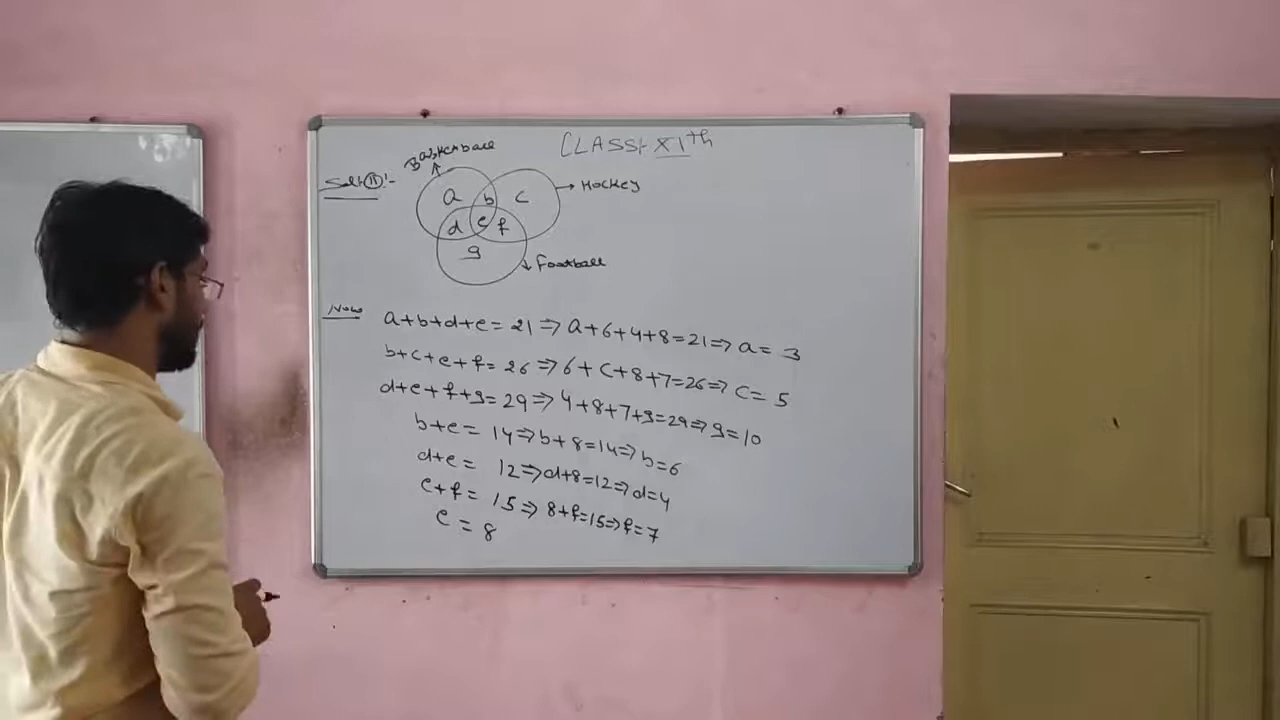 CLASS:- XIth
Basketball
Sol:-(11):-
a b c
Hockey
d e f
g
Football
Now
a+b+d+e= 21 ⇒ a+6+4+8=21⇒ a= 3
b+c+e+f= 26 ⇒ 6+c+8+7=26⇒ c= 5
d+e+f+g= 29 ⇒ 4+8+7+g=29⇒ g=10
b+e= 14⇒b+8=14⇒ b=6
d+e= 12⇒d+8=12⇒ d=4
e+f= 15⇒ 8+f=15⇒ f=7
e = 8